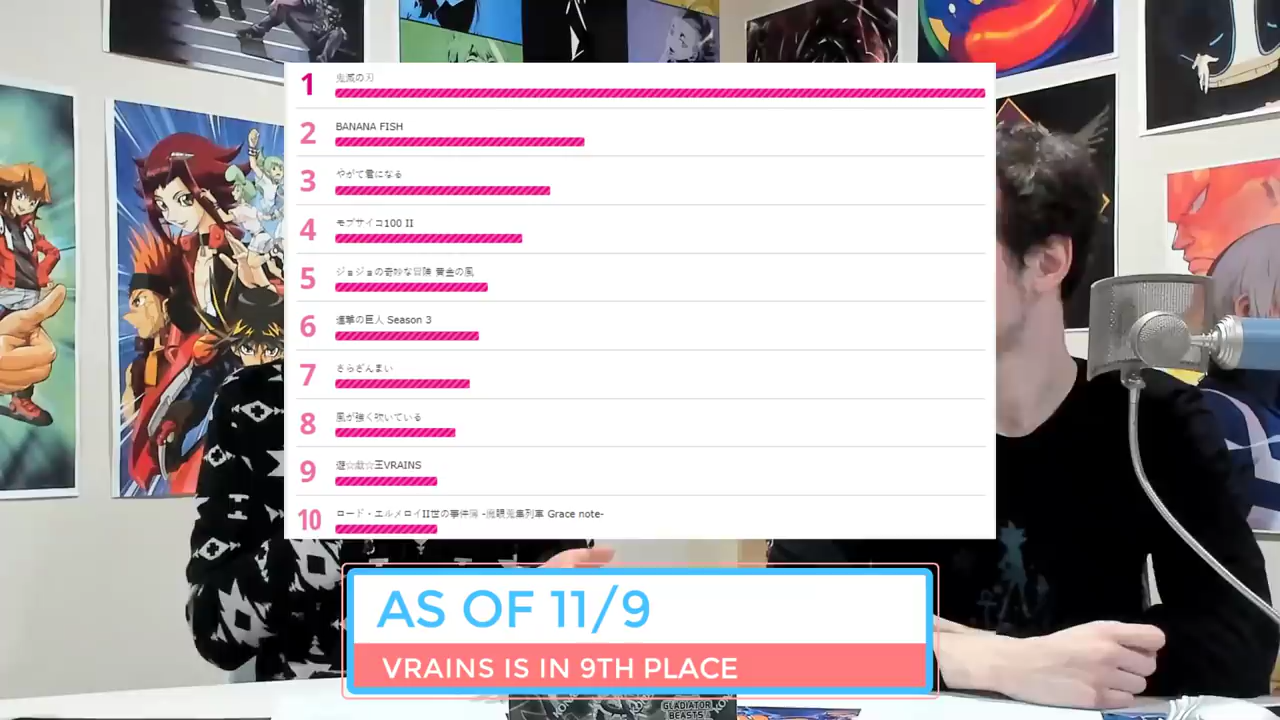 1 鬼滅の刃
2 BANANA FISH
3 やがて君になる
4 モブサイコ100 II
5 ジョジョの奇妙な冒険 黄金の風
6 進撃の巨人 Season 3
7 さらざんまい
8 風が強く吹いている
9 遊☆戯☆王VRAINS
10 ロード・エルメロイII世の事件簿 -魔眼蒐集列車 Grace note-
AS OF 11/9
VRAINS IS IN 9TH PLACE
GLADIATOR
BEASTS